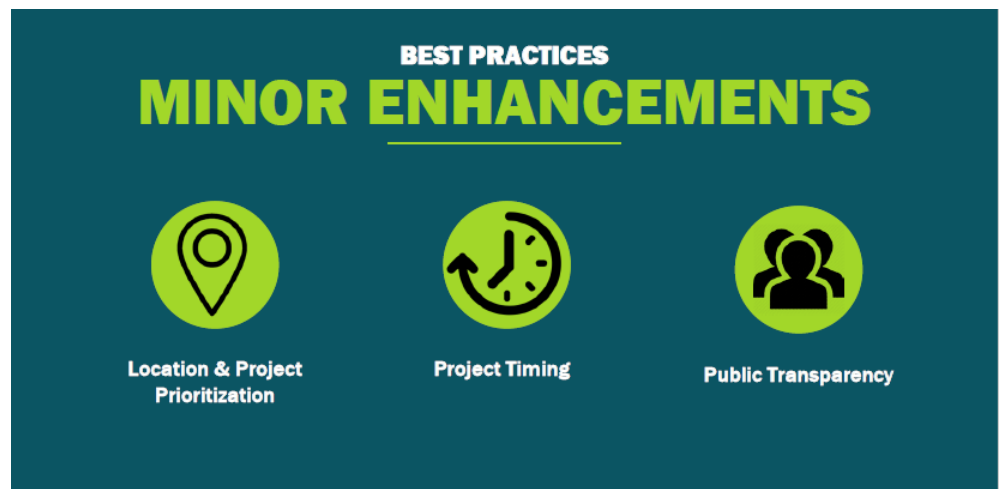 BEST PRACTICES
MINOR ENHANCEMENTS
Location & Project
Prioritization
Project Timing
Public Transparency